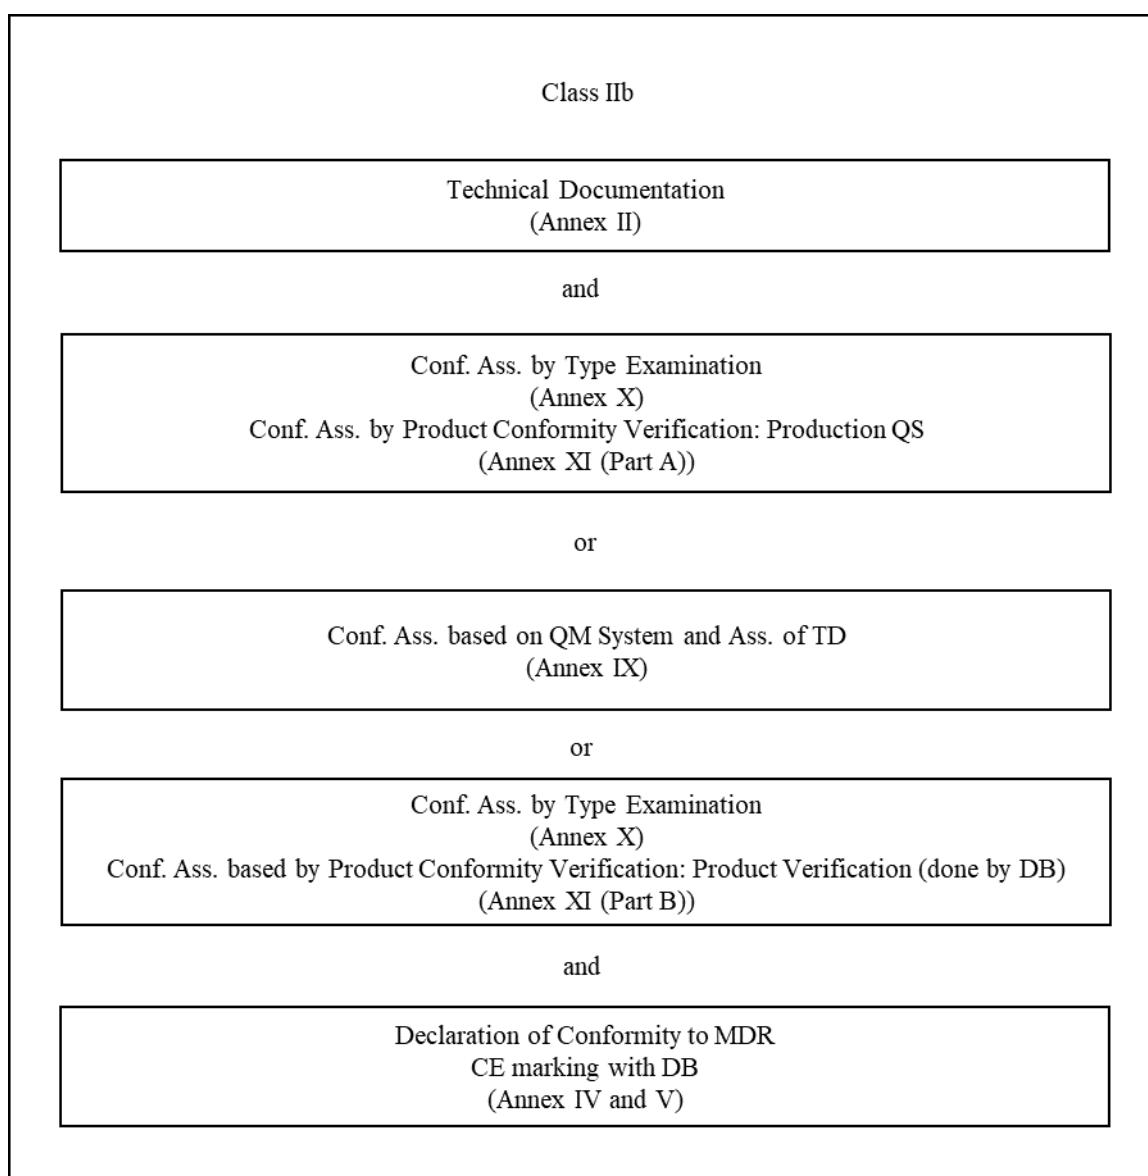 Class IIb
Technical Documentation
(Annex II)
and
Conf. Ass. by Type Examination
(Annex X)
Conf. Ass. by Product Conformity Verification: Production QS
(Annex XI (Part A))
or
Conf. Ass. based on QM System and Ass. of TD
(Annex IX)
or
Conf. Ass. by Type Examination
(Annex X)
Conf. Ass. based by Product Conformity Verification: Product Verification (done by DB)
(Annex XI (Part B))
and
Declaration of Conformity to MDR
CE marking with DB
(Annex IV and V)